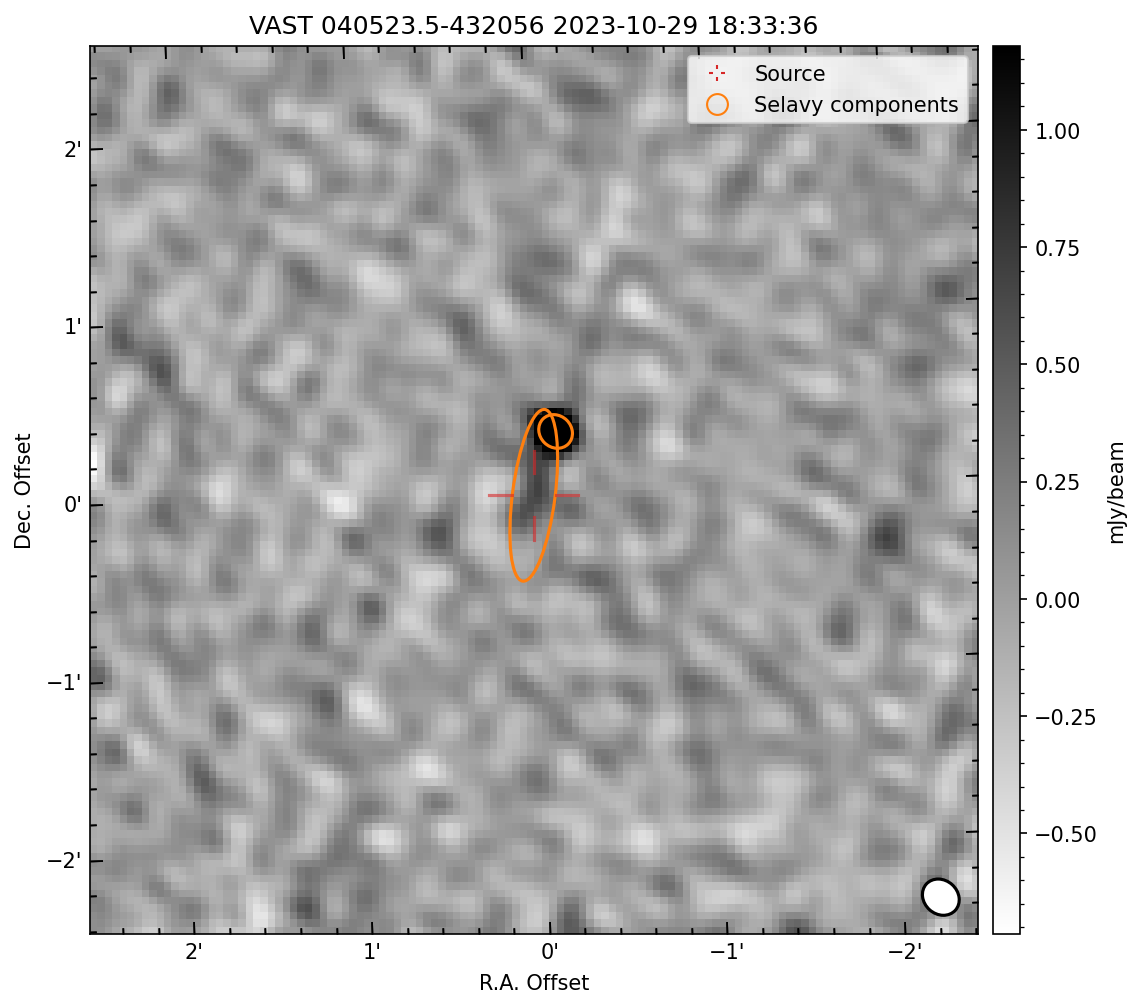 VAST 040523.5-432056 2023-10-29 18:33:36
Source
Selavy components
2'
1'
0'
−1'
−2'
Dec. Offset
2'
1'
0'
−1'
−2'
R.A. Offset
1.00
0.75
0.50
0.25
0.00
−0.25
−0.50
mJy/beam